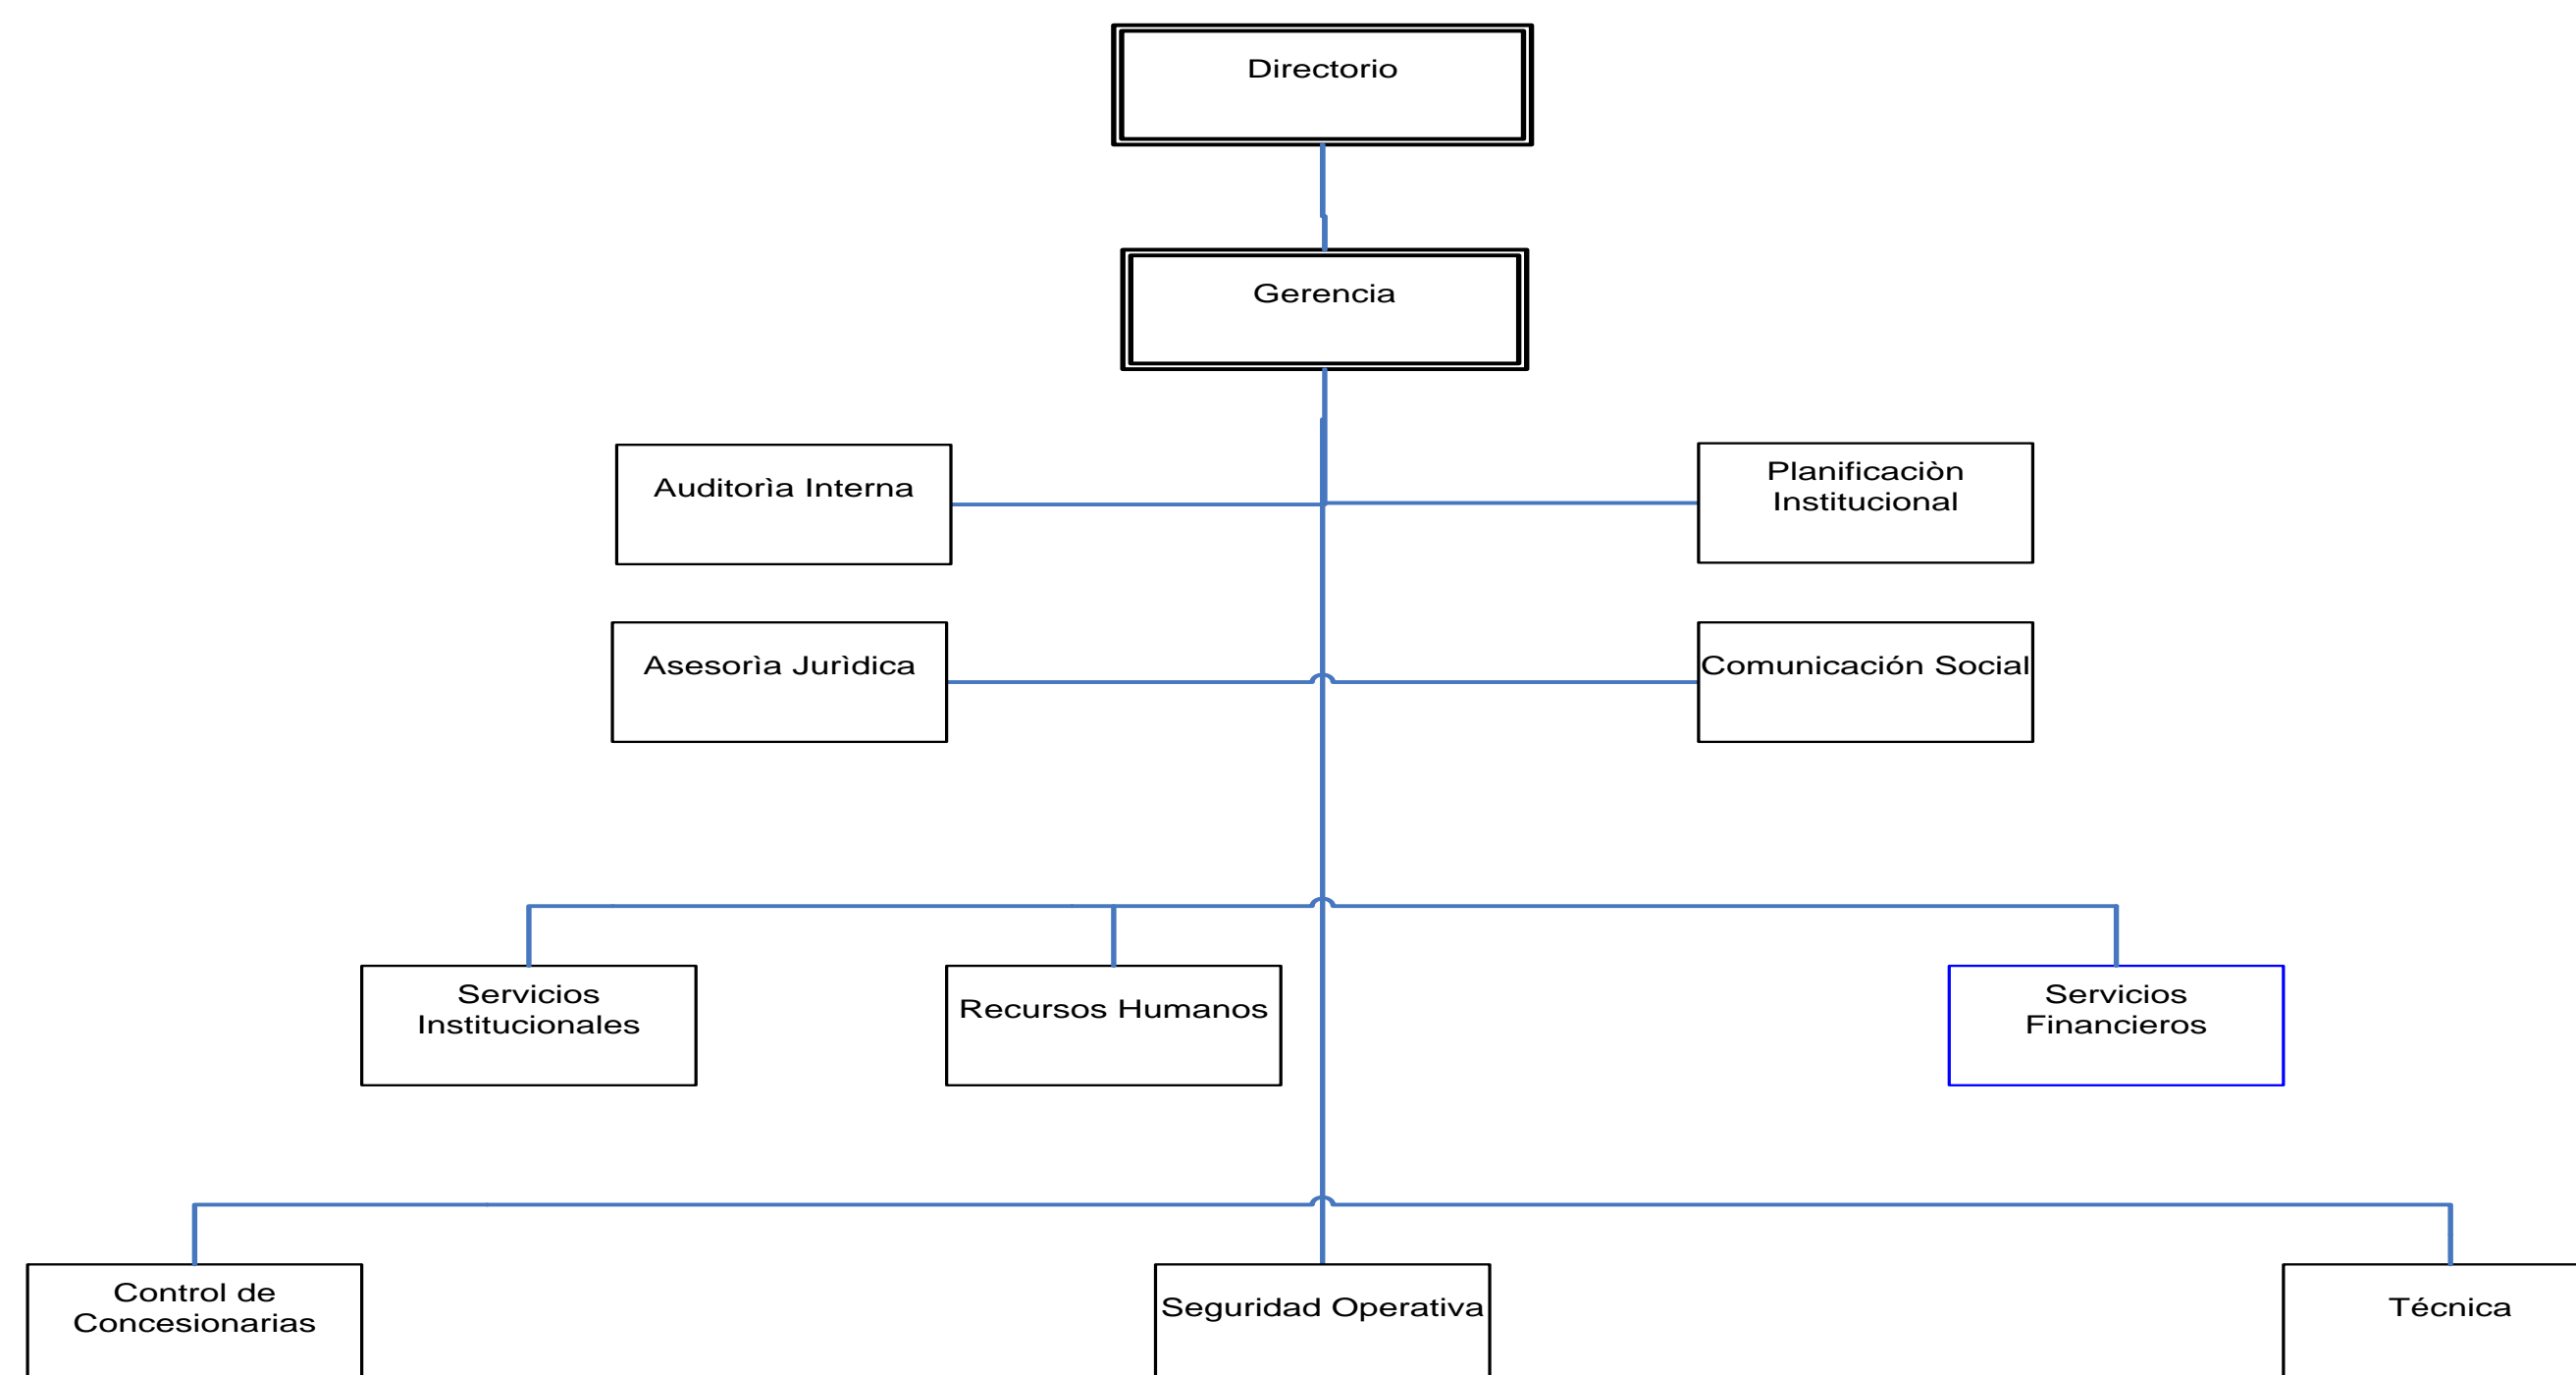 Directorio
Gerencia
Auditorìa Interna
Planificaciòn
Institucional
Asesorìa Jurìdica
Comunicación Social
Servicios
Institucionales
Recursos Humanos
Servicios
Financieros
Control de
Concesionarias
Seguridad Operativa
Técnica